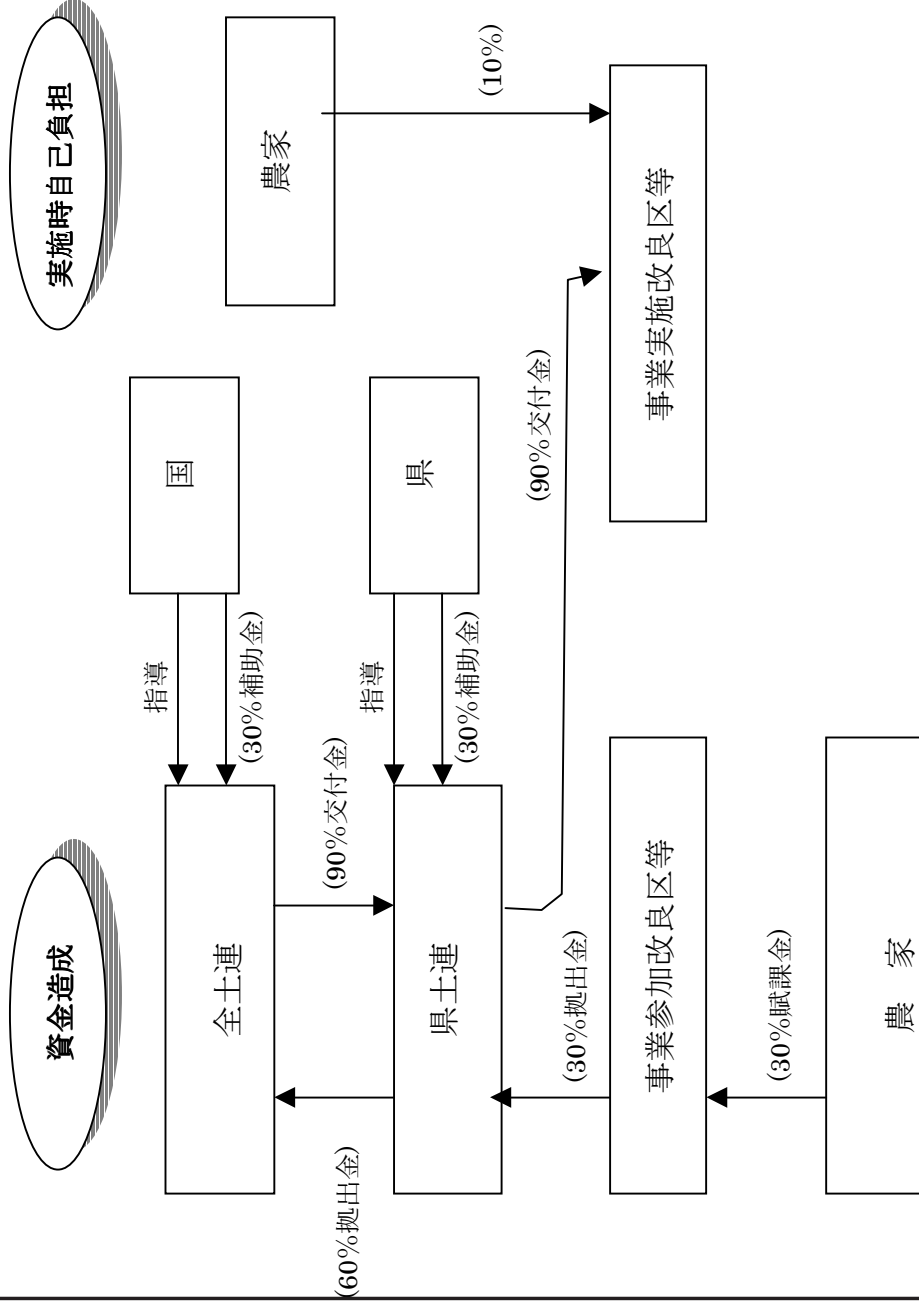 資金造成
実施時自己負担
全土連
指導
(30%補助金)
国
農家
(60%拠出金)
(90%交付金)
(10%)
県土連
指導
(30%補助金)
県
(30%拠出金)
(90%交付金)
事業参加改良区等
事業実施改良区等
(30%賦課金)
農　家